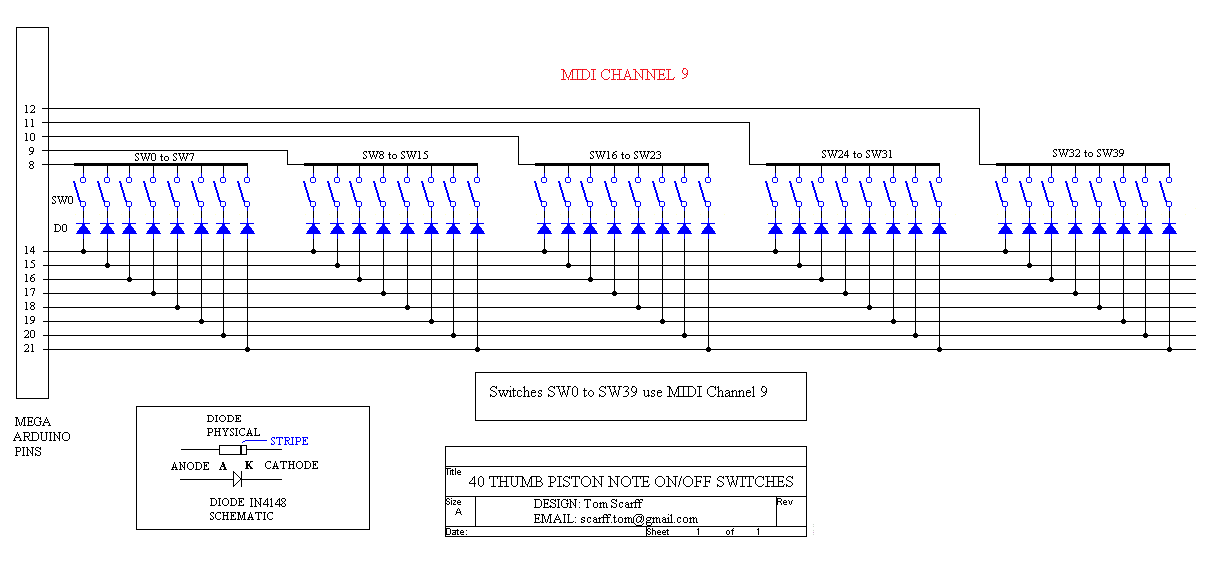 MIDI CHANNEL 9
12
11
10
9
8
SW0 to SW7
SW8 to SW15
SW16 to SW23
SW24 to SW31
SW32 to SW39
SW0
D0
14
15
16
17
18
19
20
21
MEGA
ARDUINO
PINS
Switches SW0 to SW39 use MIDI Channel 9
DIODE
PHYSICAL
STRIPE
ANODE A K CATHODE
DIODE IN4148
SCHEMATIC
Title
40 THUMB PISTON NOTE ON/OFF SWITCHES
Size
A
DESIGN: Tom Scarff
EMAIL: scarff.tom@gmail.com
Rev
Date:
Sheet 1 of 1